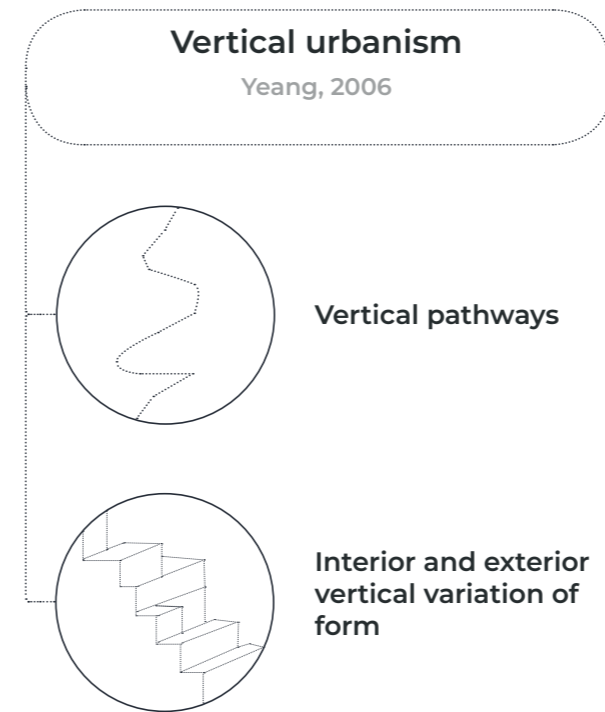 Vertical urbanism
Yeang, 2006
Vertical pathways
Interior and exterior
vertical variation of
form